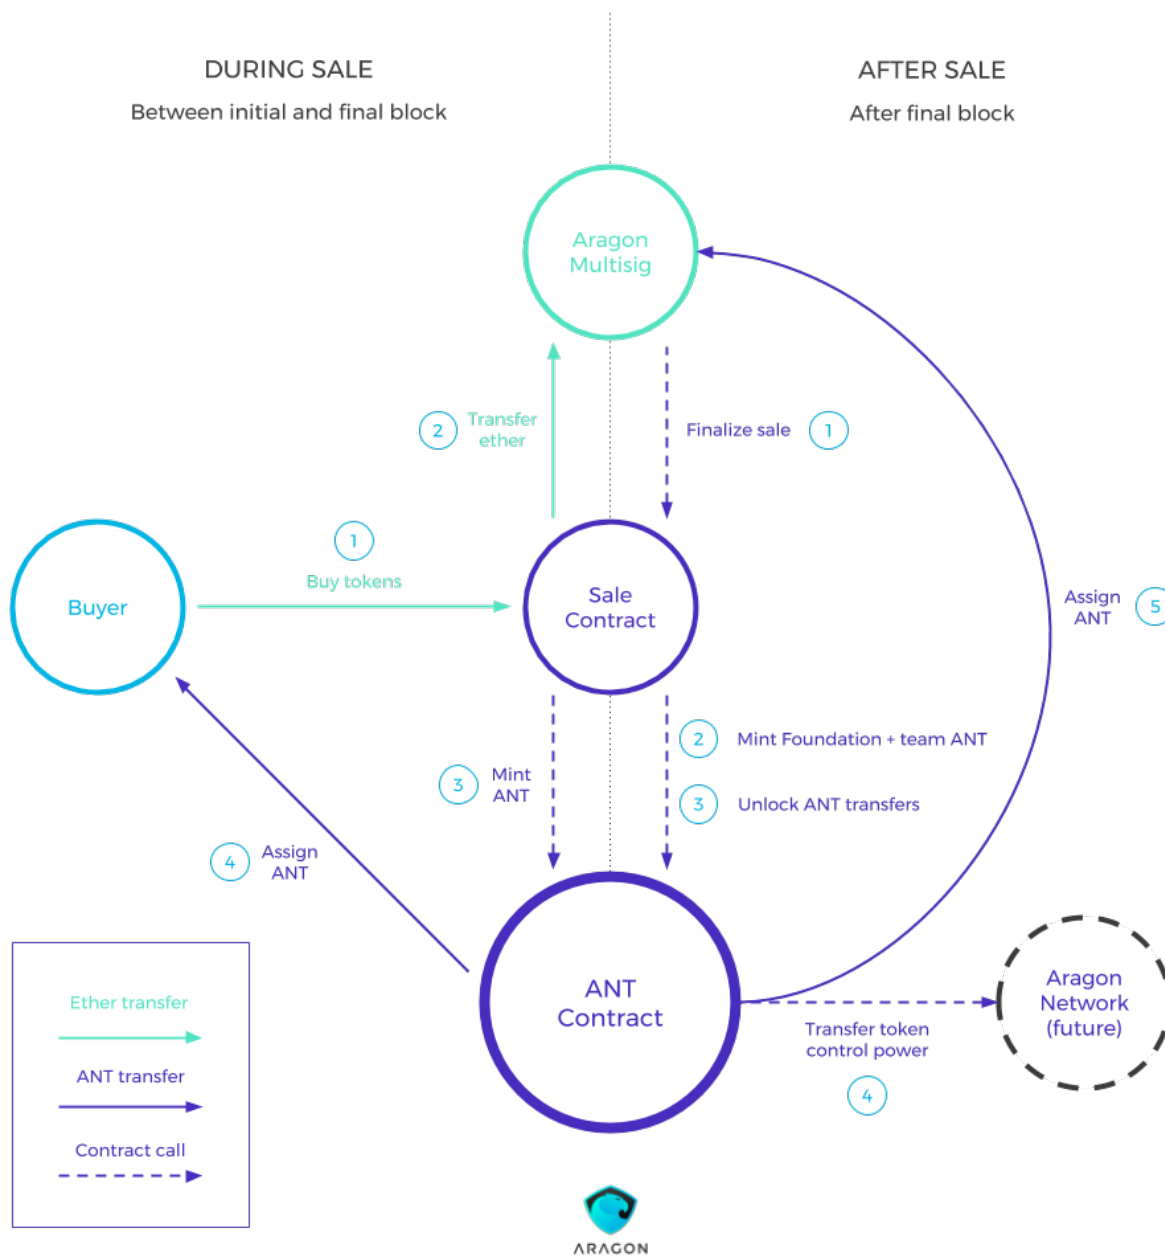 DURING SALE
Between initial and final block
AFTER SALE
After final block
Aragon
Multisig
2
Transfer
ether
Finalize sale
1
1
Buy tokens
Buyer
Sale
Contract
Assign
ANT
5
2
Mint Foundation + team ANT
3
Mint
ANT
3
Unlock ANT transfers
4
Assign
ANT
ANT
Contract
Transfer token
control power
4
Aragon
Network
(future)
Ether transfer
ANT transfer
Contract call
ARAGON